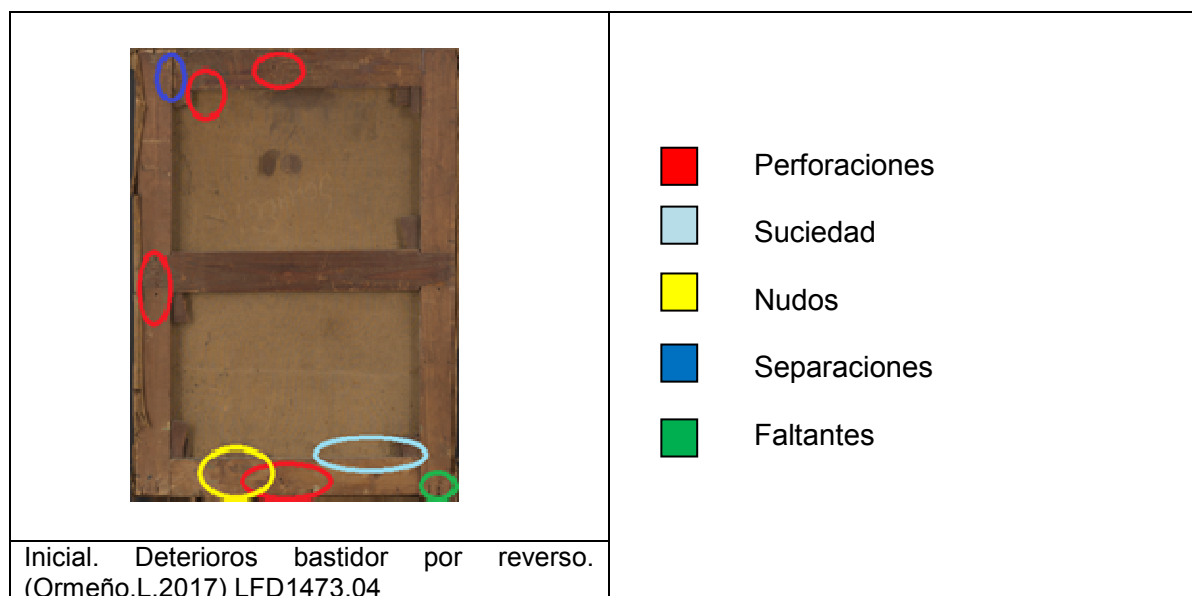 Perforaciones
Suciedad
Nudos
Separaciones
Faltantes
Inicial. Deterioros bastidor por reverso.
(Ormeño.L.2017) LFD1473.04